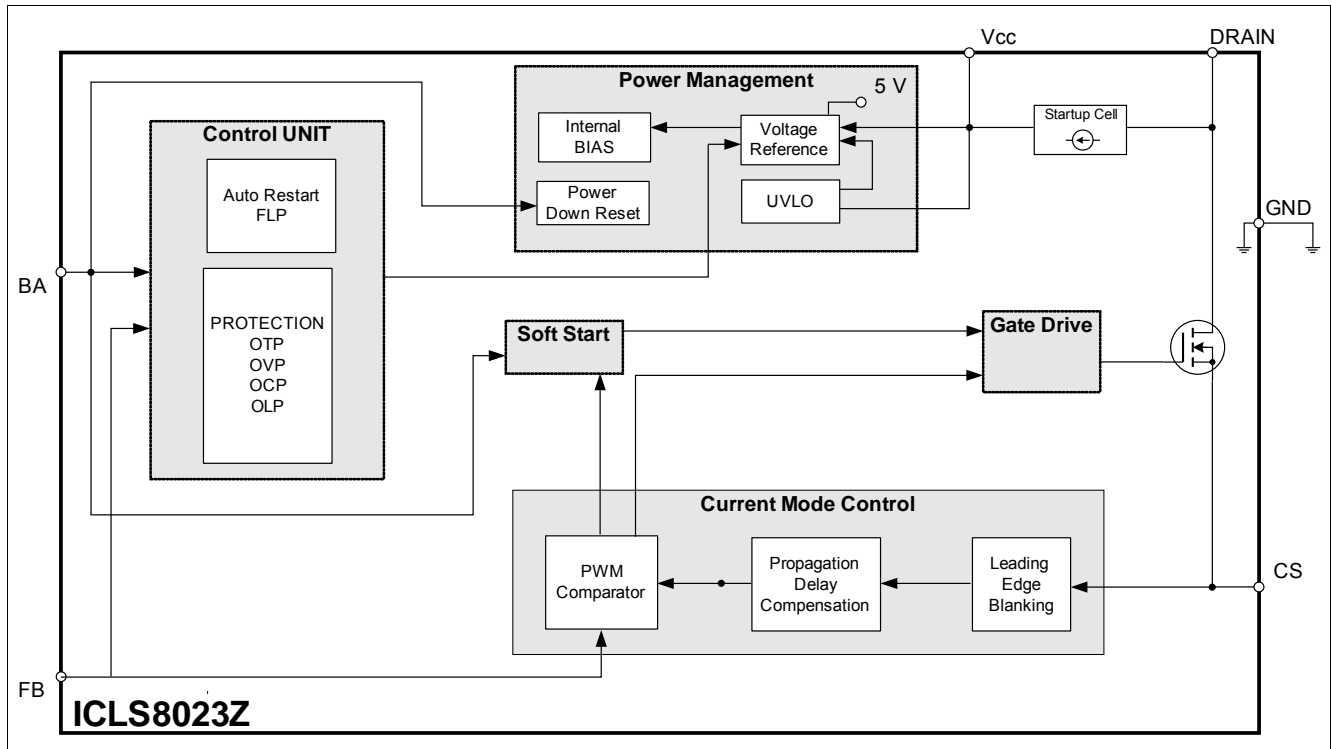 Vcc
DRAIN
Power Management
5 V
Control UNIT
Internal
BIAS
Voltage
Reference
Startup Cell
Auto Restart
FLP
Power
Down Reset
UVLO
GND
BA
PROTECTION
OTP
OVP
OCP
OLP
Soft Start
Gate Drive
Current Mode Control
PWM
Comparator
Propagation
Delay
Compensation
Leading
Edge
Blanking
CS
FB
ICLS8023Z